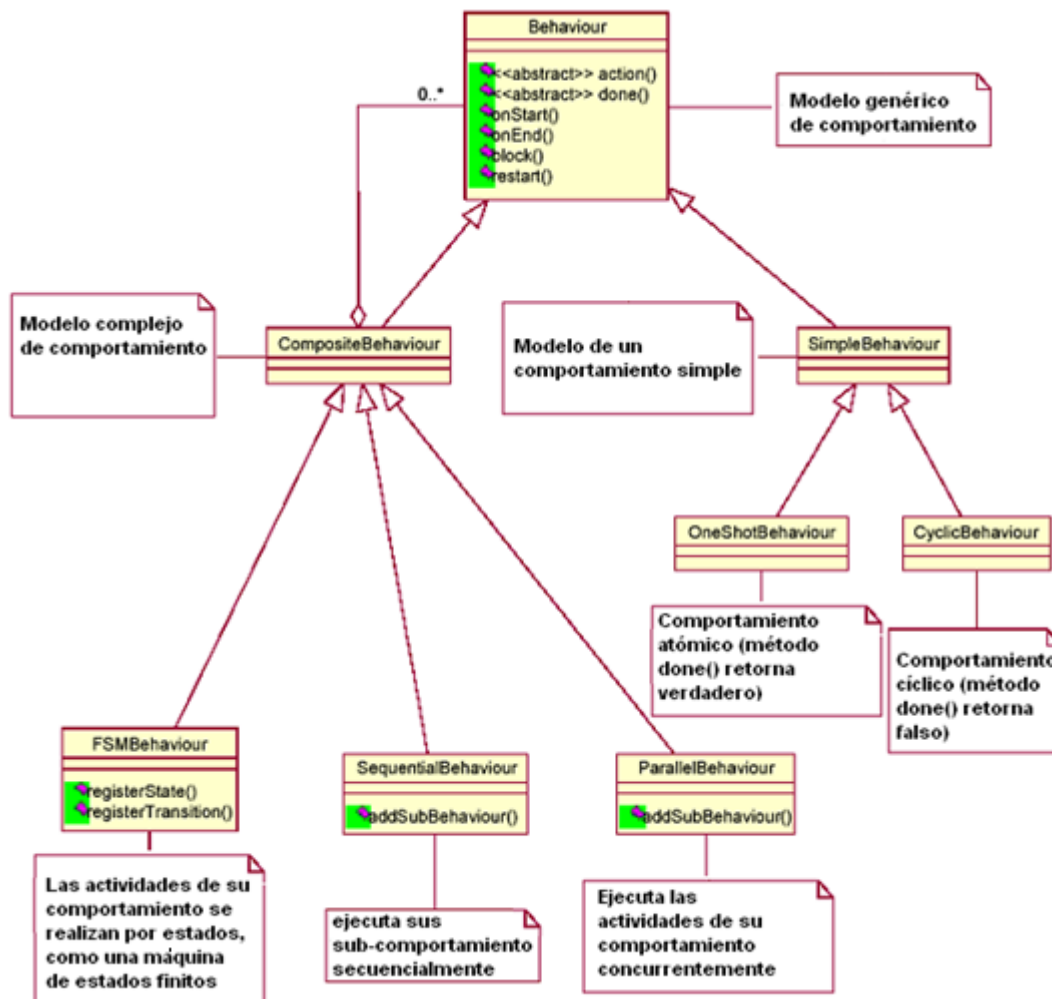 Behaviour
<<abstract>> action()
<<abstract>> done()
onStart()
onEnd()
block()
restart()
0..*
Modelo genérico
de comportamiento
Modelo complejo
de comportamiento
CompositeBehaviour
Modelo de un
comportamiento simple
SimpleBehaviour
OneShotBehaviour
CyclicBehaviour
Comportamiento
atómico (método
done() retorna
verdadero)
Comportamiento
cíclico (método
done() retorna
falso)
FSMBehaviour
registerState()
registerTransition()
SequentialBehaviour
addSubBehaviour()
ParallelBehaviour
addSubBehaviour()
Las actividades de su
comportamiento se
realizan por estados,
como una máquina
de estados finitos
ejecuta sus
sub-comportamiento
secuencialmente
Ejecuta las
actividades de su
comportamiento
concurrentemente